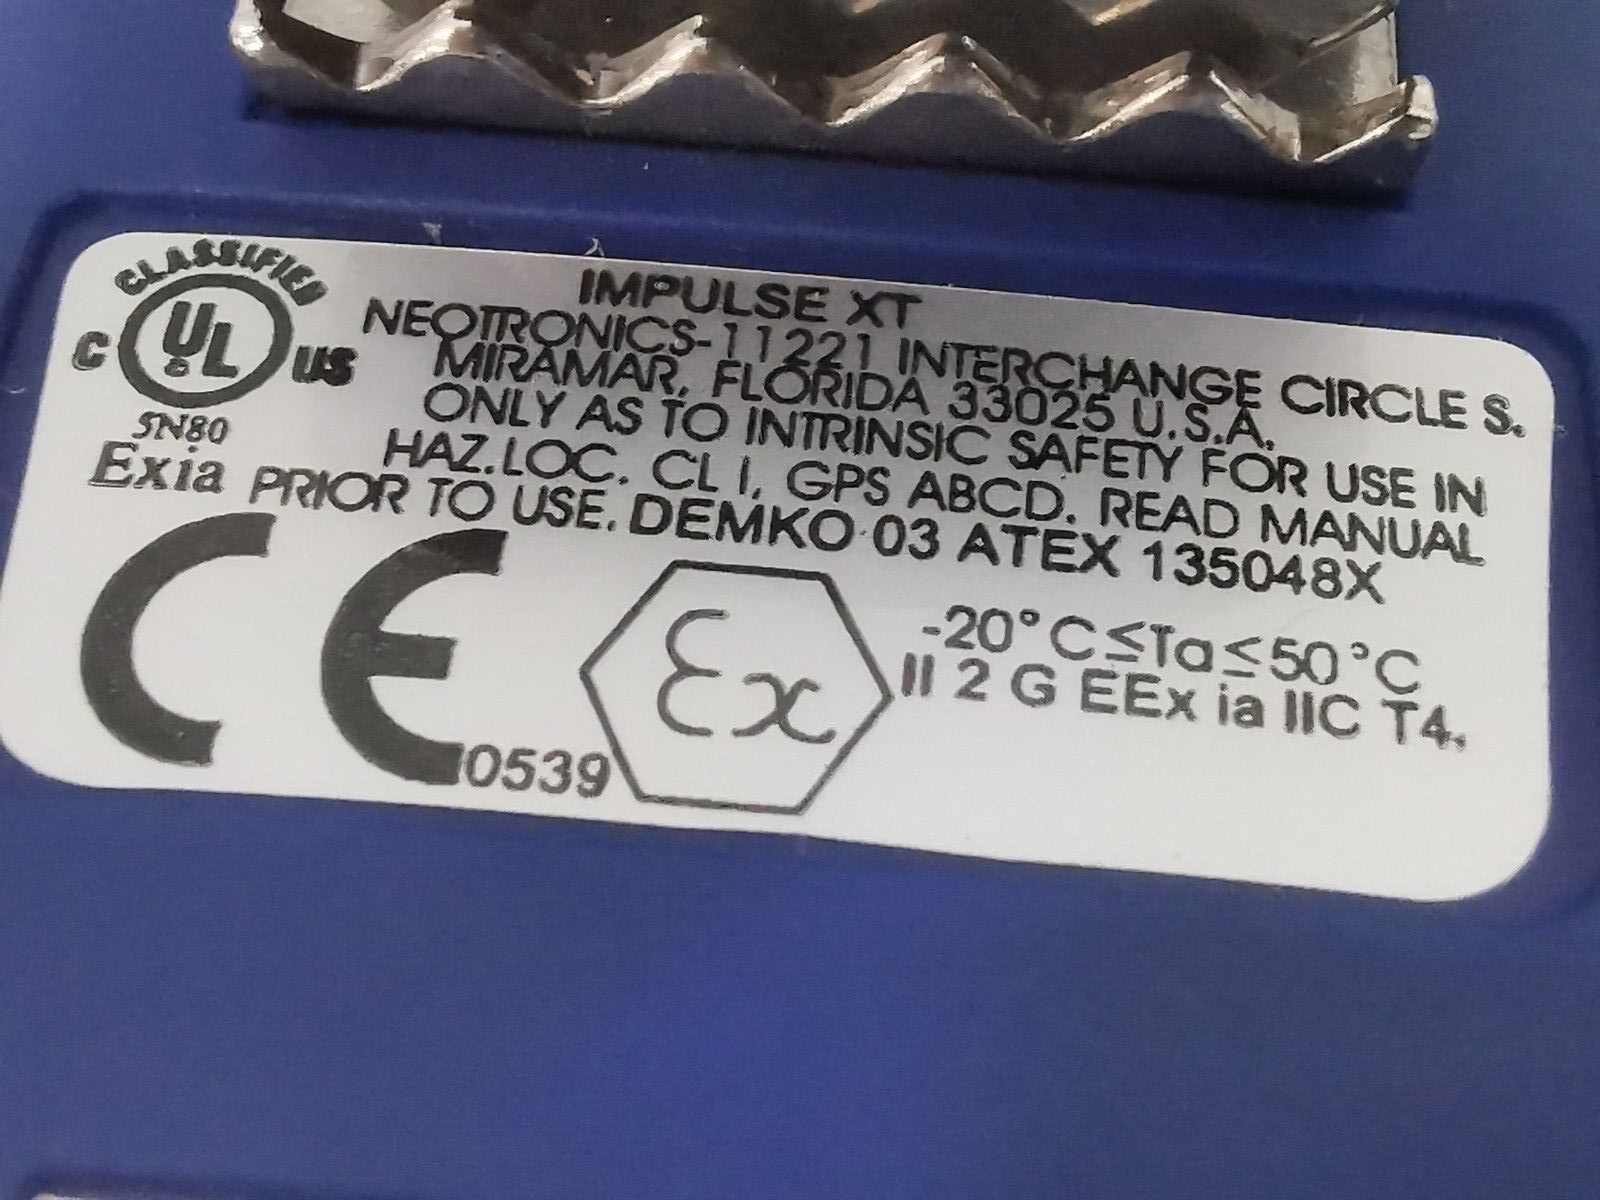 CLASSIFIED
C UL US
5N80
Exia
IMPULSE XT
NEOTRONICS-11221 INTERCHANGE CIRCLE S.
MIRAMAR, FLORIDA 33025 U.S.A.
ONLY AS TO INTRINSIC SAFETY FOR USE IN
HAZ.LOC. CL I, GPS ABCD. READ MANUAL
PRIOR TO USE. DEMKO 03 ATEX 135048X
CE 0539 Ex
-20°C≤Ta≤50°C
II 2 G EEx ia IIC T4.